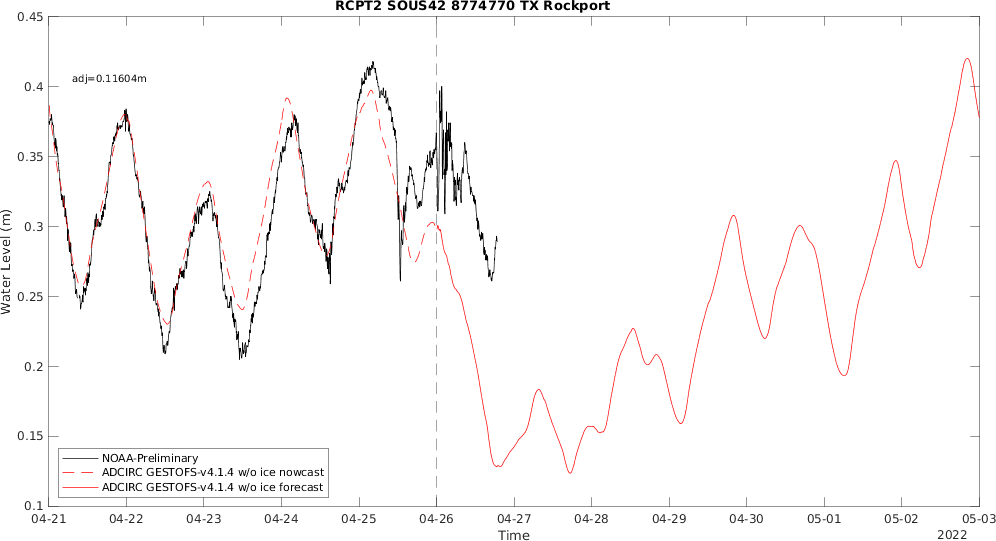 RCPT2 SOUS42 8774770 TX Rockport
0.45
0.4
0.35
0.3
0.25
0.2
0.15
0.1
Water Level (m)
adj=0.11604m
NOAA-Preliminary
ADCIRC GESTOFS-v4.1.4 w/o ice nowcast
ADCIRC GESTOFS-v4.1.4 w/o ice forecast
04-21 04-22 04-23 04-24 04-25 04-26 04-27 04-28 04-29 04-30 05-01 05-02 05-03
Time
2022